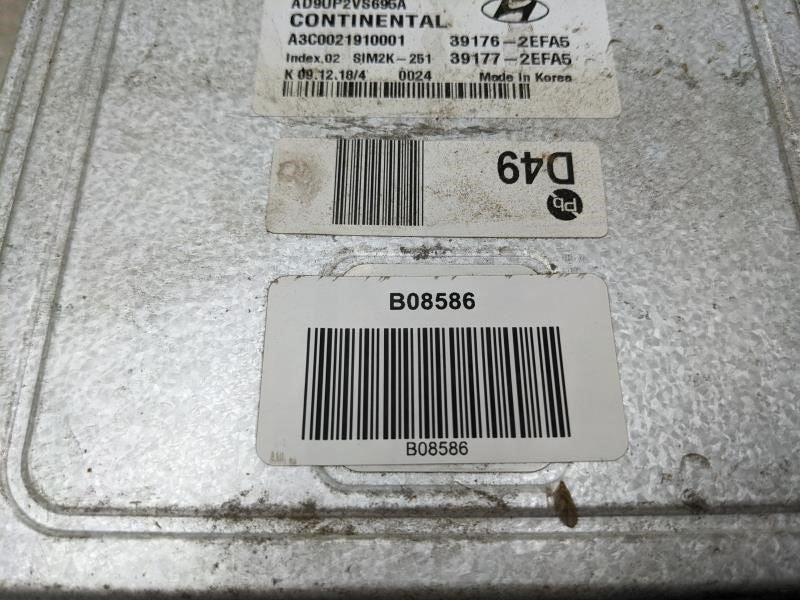 AD9UP2VS695A
CONTINENTAL
A3C0021910001 39176-2EFA5
Index.02 SIM2K-251 39177-2EFA5
K 09.12.18/4 0024 Made in Korea
D49
Pb
B08586
B08586